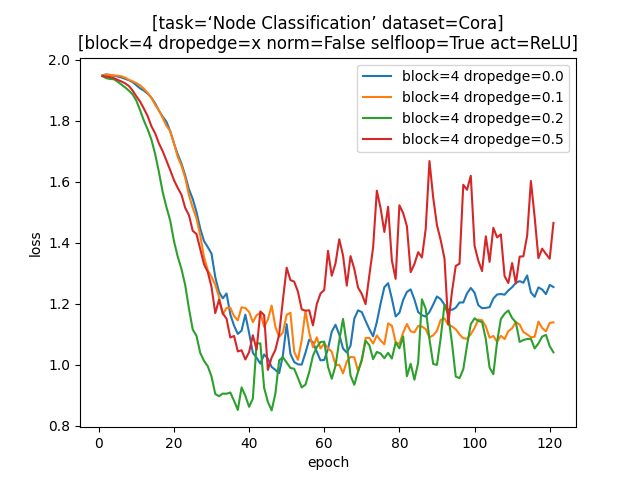 [task=‘Node Classification’ dataset=Cora]
[block=4 dropedge=x norm=False selfloop=True act=ReLU]
block=4 dropedge=0.0
block=4 dropedge=0.1
block=4 dropedge=0.2
block=4 dropedge=0.5
2.0
1.8
1.6
1.4
1.2
1.0
0.8
loss
0 20 40 60 80 100 120
epoch